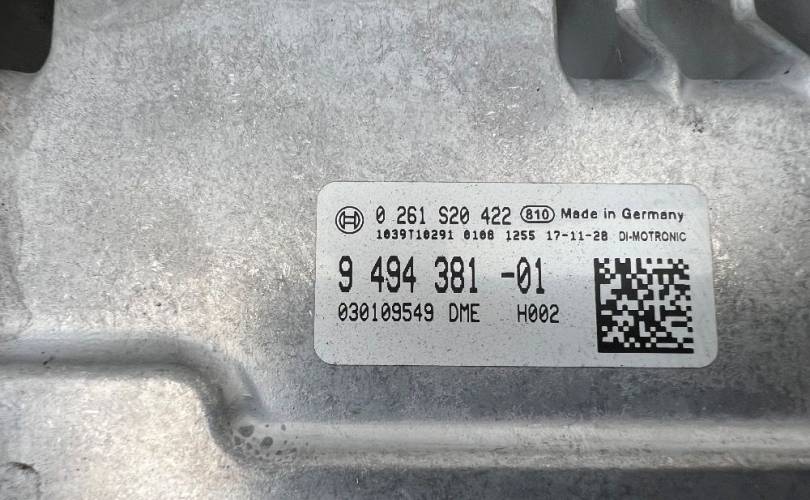 0 261 S20 422 810 Made in Germany
1039T10291 0108 1255 17-11-28 DI-MOTRONIC
9 494 381 -01
030109549 DME H002